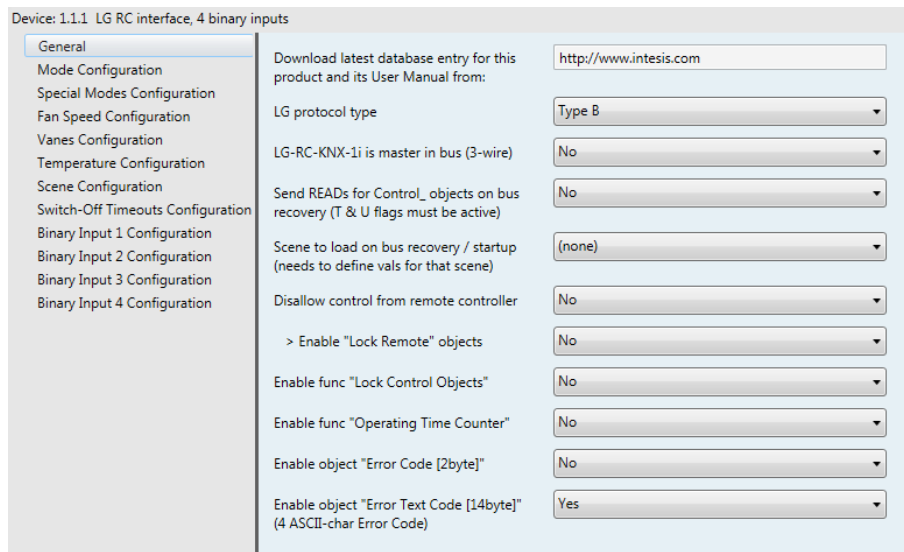 Device: 1.1.1 LG RC interface, 4 binary inputs
General
Mode Configuration
Special Modes Configuration
Fan Speed Configuration
Vanes Configuration
Temperature Configuration
Scene Configuration
Switch-Off Timeouts Configuration
Binary Input 1 Configuration
Binary Input 2 Configuration
Binary Input 3 Configuration
Binary Input 4 Configuration
Download latest database entry for this
product and its User Manual from:
http://www.intesis.com
LG protocol type
Type B
LG-RC-KNX-1i is master in bus (3-wire)
No
Send READs for Control_ objects on bus
recovery (T & U flags must be active)
No
Scene to load on bus recovery / startup
(needs to define vals for that scene)
(none)
Disallow control from remote controller
No
> Enable "Lock Remote" objects
No
Enable func "Lock Control Objects"
No
Enable func "Operating Time Counter"
No
Enable object "Error Code [2byte]"
No
Enable object "Error Text Code [14byte]"
(4 ASCII-char Error Code)
Yes